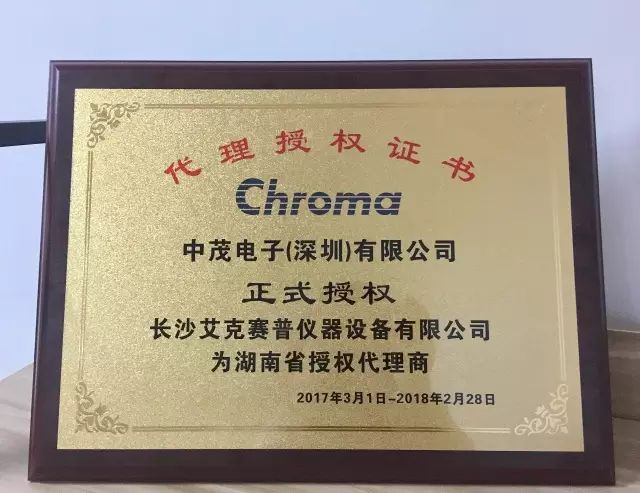 代理授权证书
Chroma
中茂电子(深圳)有限公司
正式授权
长沙艾克赛普仪器设备有限公司
为湖南省授权代理商
2017年3月1日-2018年2月28日